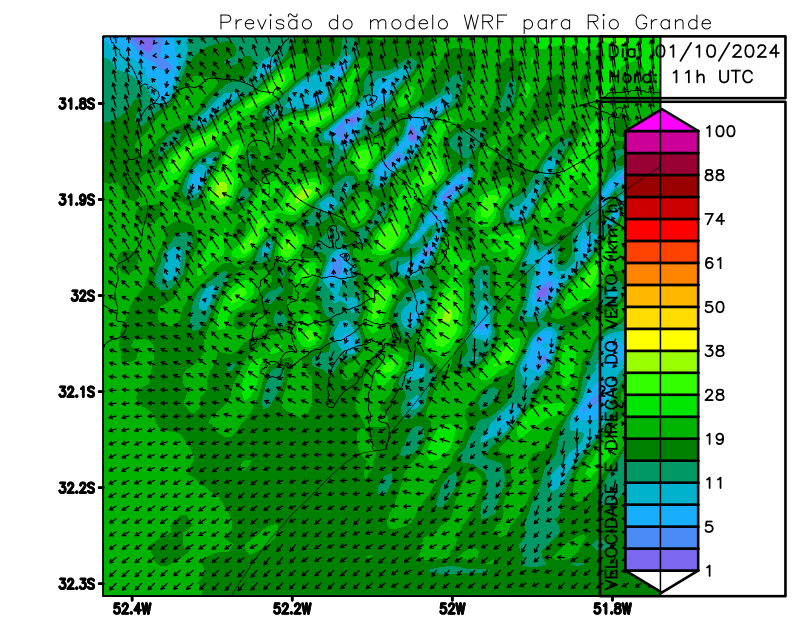 Previsão do modelo WRF para Rio Grande
Dia: 01/10/2024
Hora: 11h UTC
31.8S
31.9S
32S
32.1S
32.2S
32.3S
52.4W
52.2W
52W
51.8W
VELOCIDADE E DIREÇÃO DO VENTO (km/h)
100
88
74
61
50
38
28
19
11
5
1